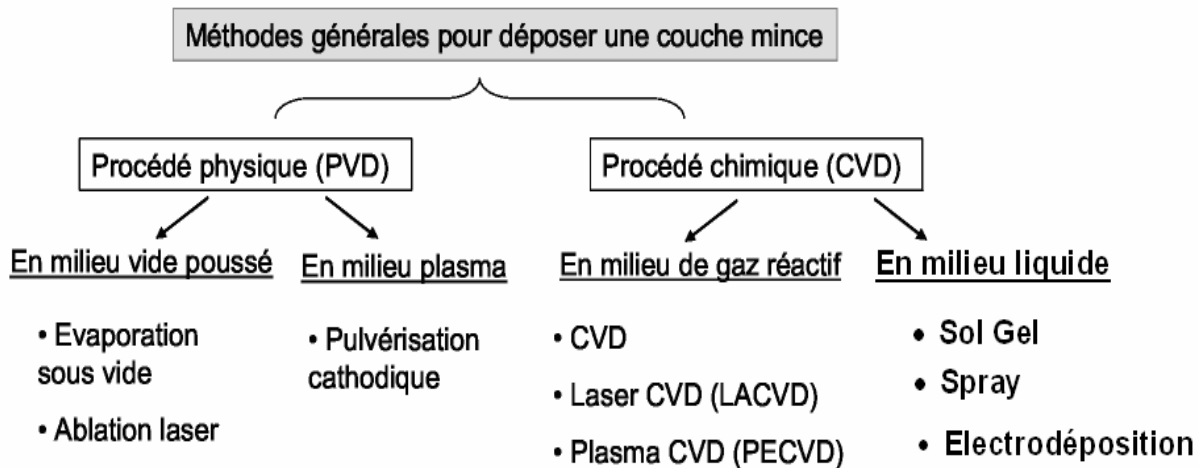 Méthodes générales pour déposer une couche mince
Procédé physique (PVD)
Procédé chimique (CVD)
En milieu vide poussé
En milieu plasma
En milieu de gaz réactif
En milieu liquide
• Evaporation
sous vide
• Ablation laser
• Pulvérisation
cathodique
• CVD
• Laser CVD (LACVD)
• Plasma CVD (PECVD)
• Sol Gel
• Spray
• Electrodéposition